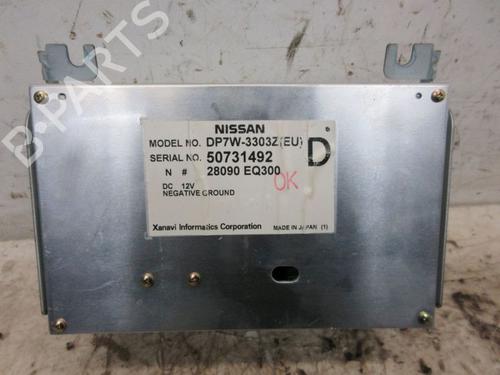 B-PARTS
NISSAN
MODEL NO. DP7W-3303Z(EU)
SERIAL NO. 50731492
N # 28090 EQ300
D
OK
DC 12V
NEGATIVE GROUND
Xanavi Informatics Corporation MADE IN JAPAN (1)